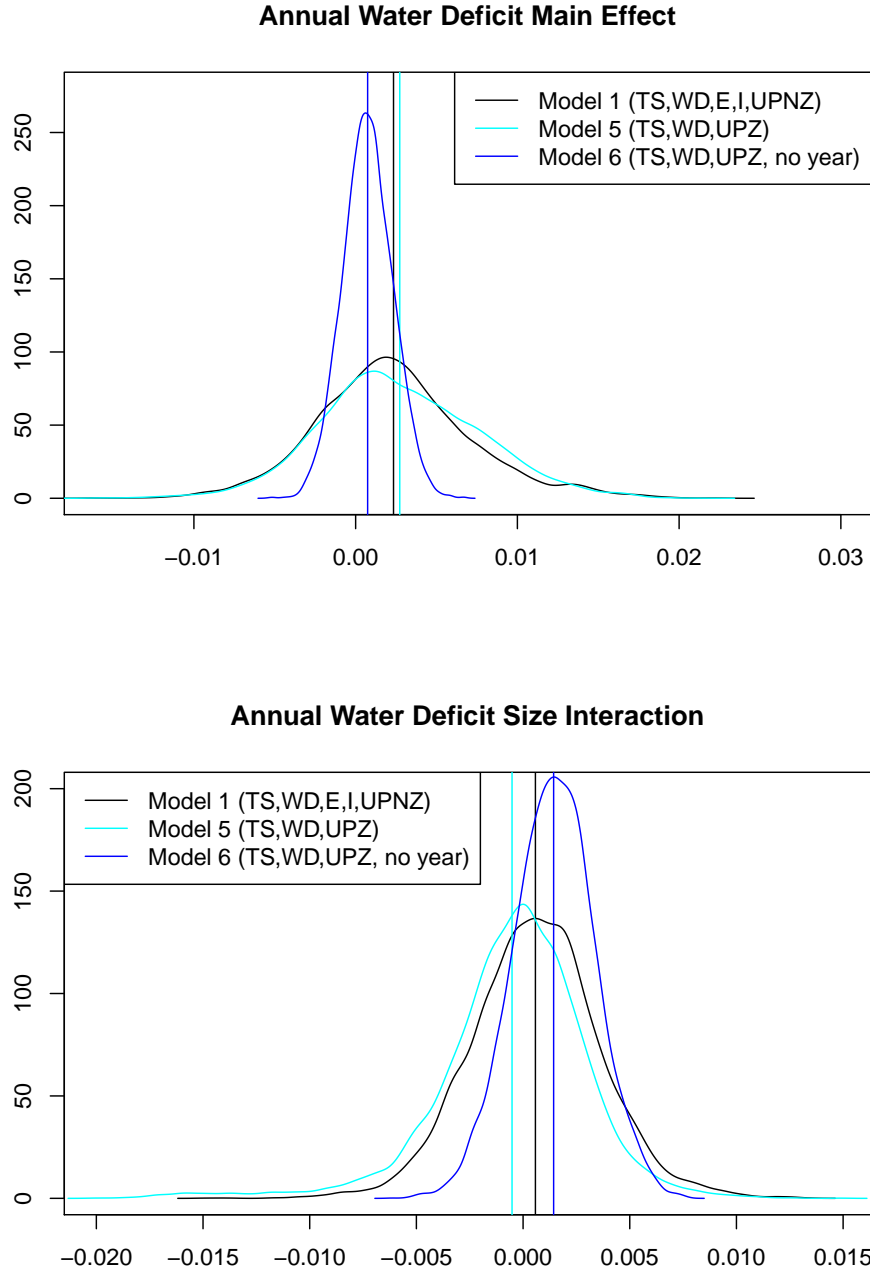 Annual Water Deficit Main Effect
Model 1 (TS,WD,E,I,UPNZ)
Model 5 (TS,WD,UPZ)
Model 6 (TS,WD,UPZ, no year)
250
200
150
100
50
0
−0.01 0.00 0.01 0.02 0.03
Annual Water Deficit Size Interaction
Model 1 (TS,WD,E,I,UPNZ)
Model 5 (TS,WD,UPZ)
Model 6 (TS,WD,UPZ, no year)
200
150
100
50
0
−0.020 −0.015 −0.010 −0.005 0.000 0.005 0.010 0.015